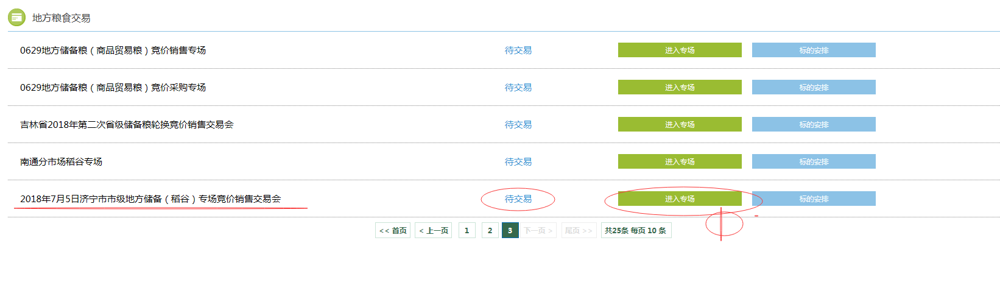 地方粮食交易
0629地方储备粮（商品贸易粮）竞价销售专场 待交易 进入专场 标的安排
0629地方储备粮（商品贸易粮）竞价采购专场 待交易 进入专场 标的安排
吉林省2018年第二次省级储备粮轮换竞价销售交易会 待交易 进入专场 标的安排
南通分市场稻谷专场 待交易 进入专场 标的安排
2018年7月5日济宁市市级地方储备（稻谷）专场竞价销售交易会 待交易 进入专场 标的安排
<< 首页 < 上一页 1 2 3 下一页 > 尾页 >> 共25条 每页 10 条